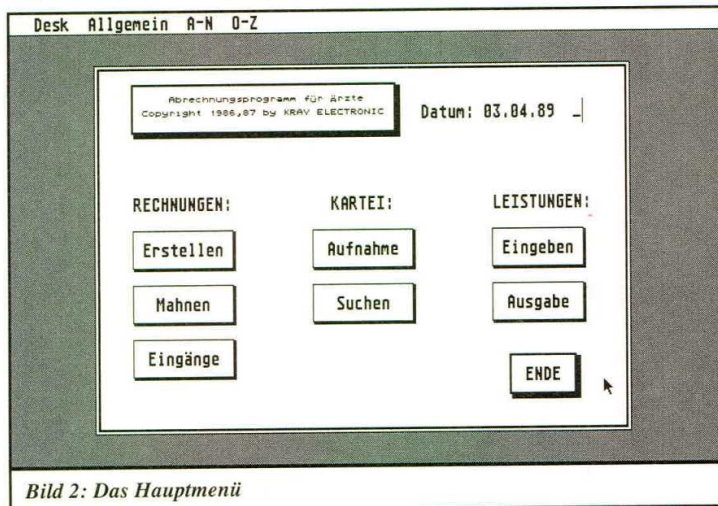 Desk Allgemein A-N O-Z
Abrechnungsprogramm für Ärzte
Copyright 1986,87 by KRAV ELECTRONIC
Datum: 03.04.89 _
RECHNUNGEN: KARTEI: LEISTUNGEN:
Erstellen Aufnahme Eingeben
Mahnen Suchen Ausgabe
Eingänge
ENDE
Bild 2: Das Hauptmenü